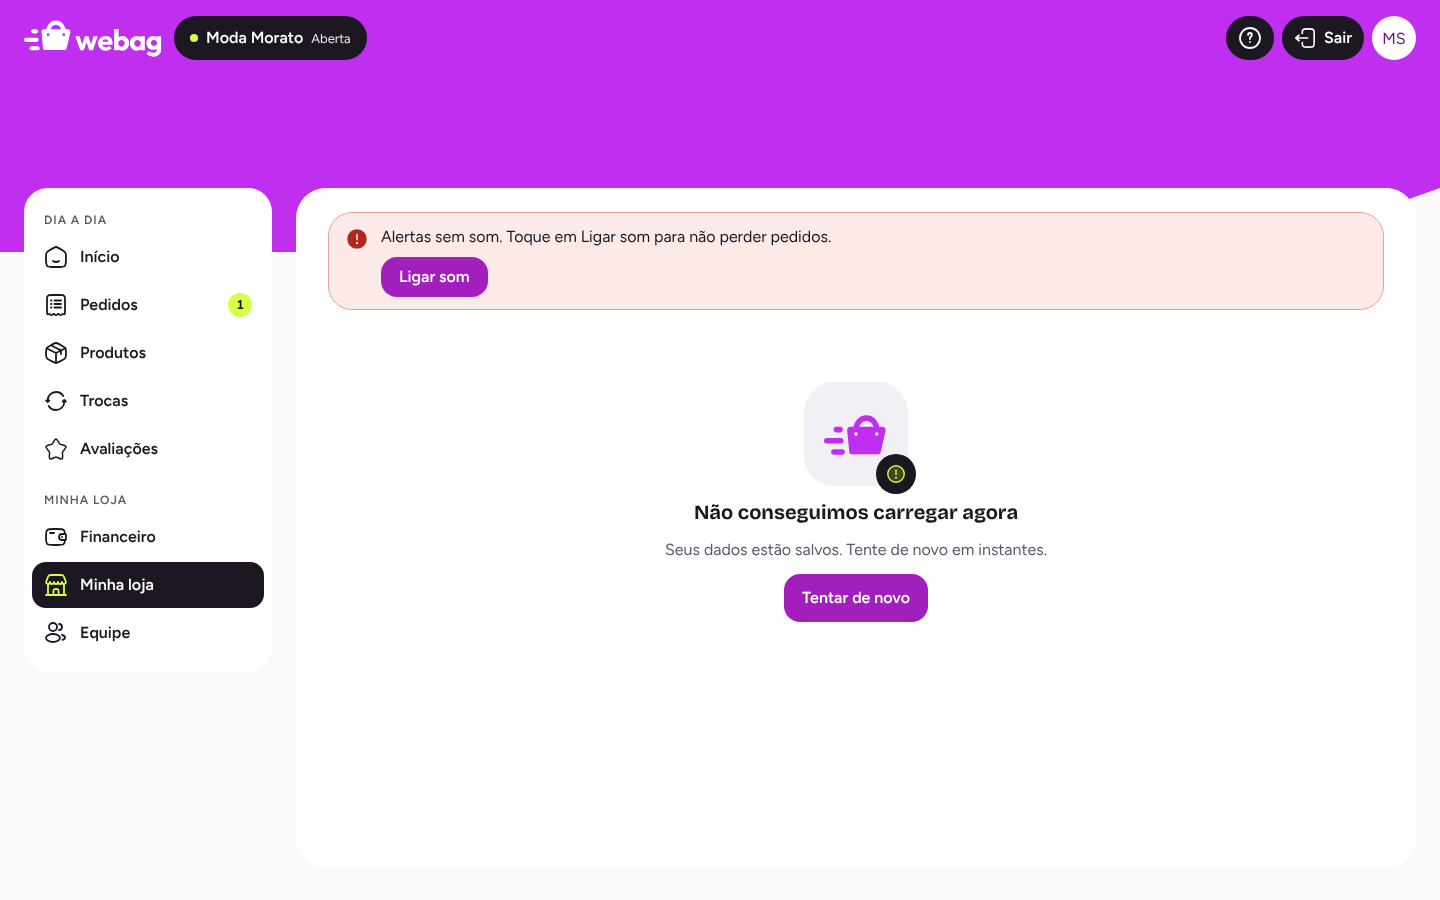 webag
Moda Morato Aberta
Sair
MS
DIA A DIA
Início
Pedidos 1
Produtos
Trocas
Avaliações
MINHA LOJA
Financeiro
Minha loja
Equipe
Alertas sem som. Toque em Ligar som para não perder pedidos.
Ligar som
Não conseguimos carregar agora
Seus dados estão salvos. Tente de novo em instantes.
Tentar de novo